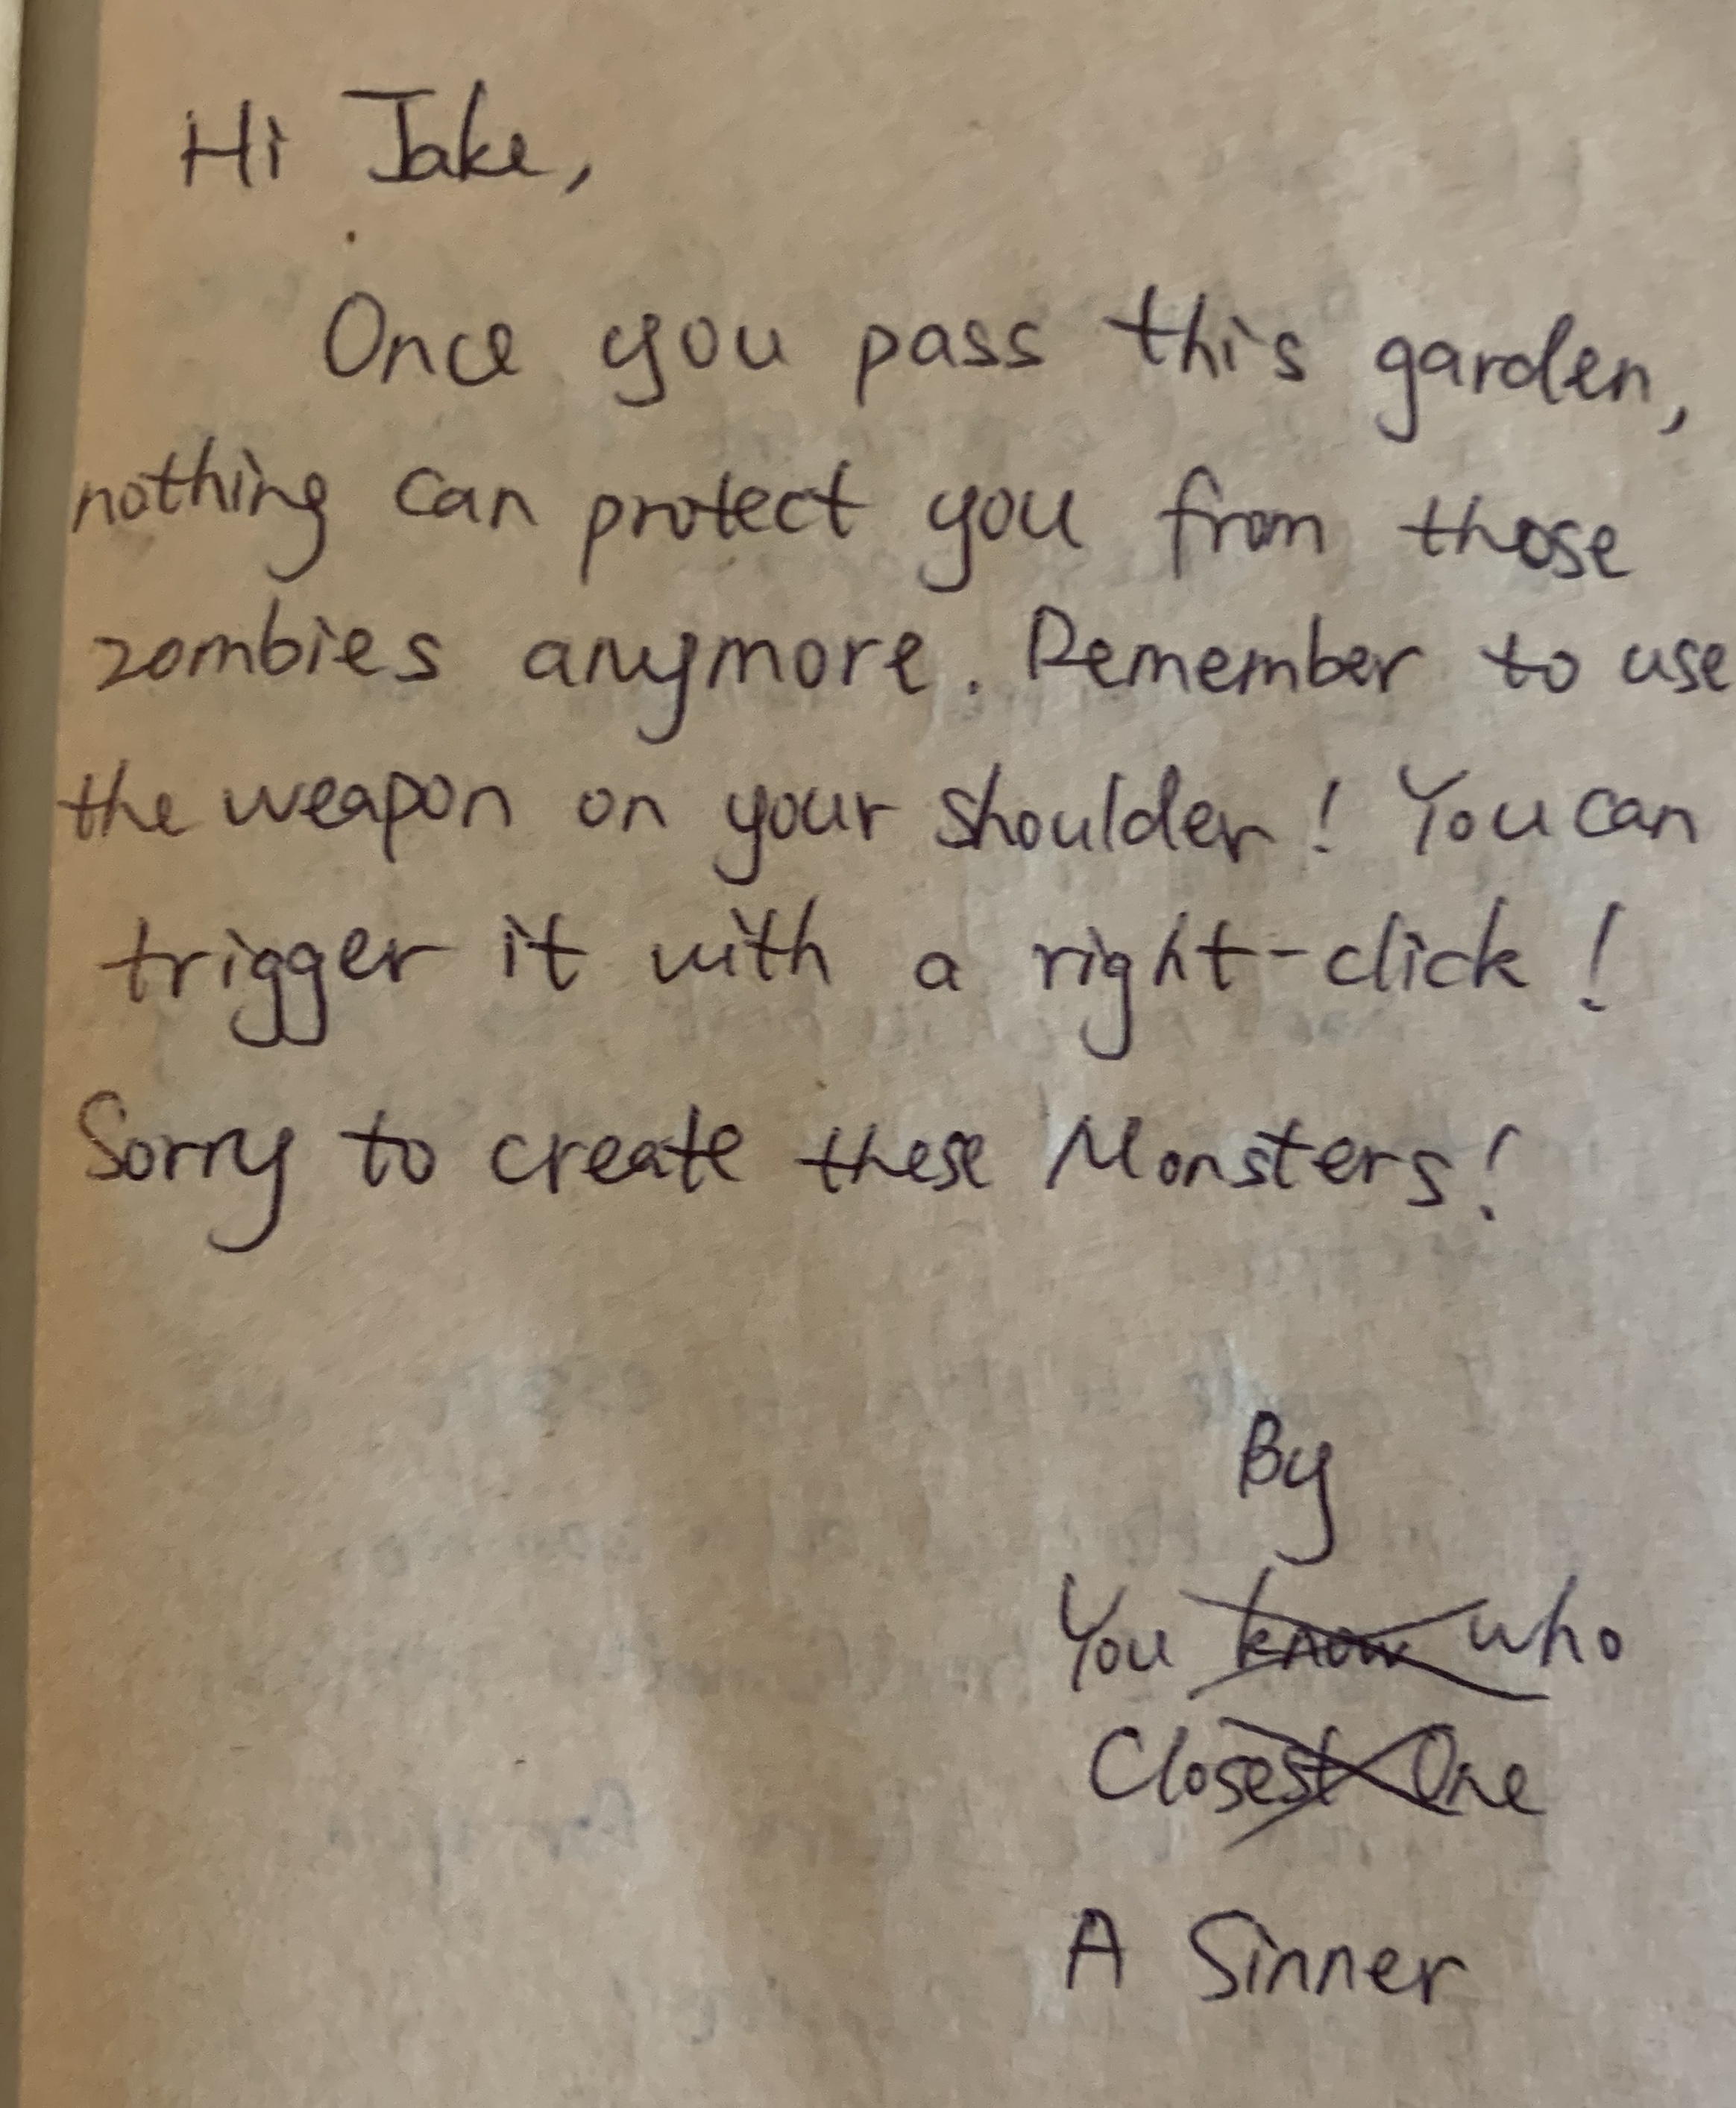 Hi Jake,
Once you pass this garden,
nothing can protect you from those
zombies anymore. Remember to use
the weapon on your shoulder! You can
trigger it with a right-click!
Sorry to create these Monsters!
By
You know who
Closest One
A Sinner